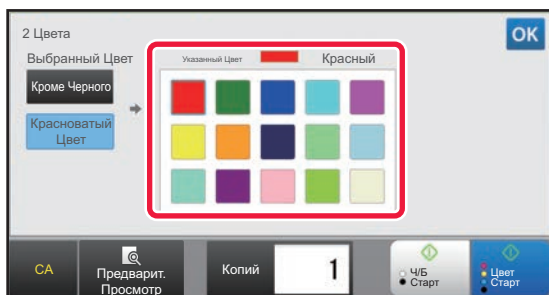 2 Цвета
OK
Выбранный Цвет
Указанный Цвет
Красный
Кроме Черного
Красноватый
Цвет
CA
Предварит.
Просмотр
Копий
1
Ч/Б
Старт
Цвет
Старт